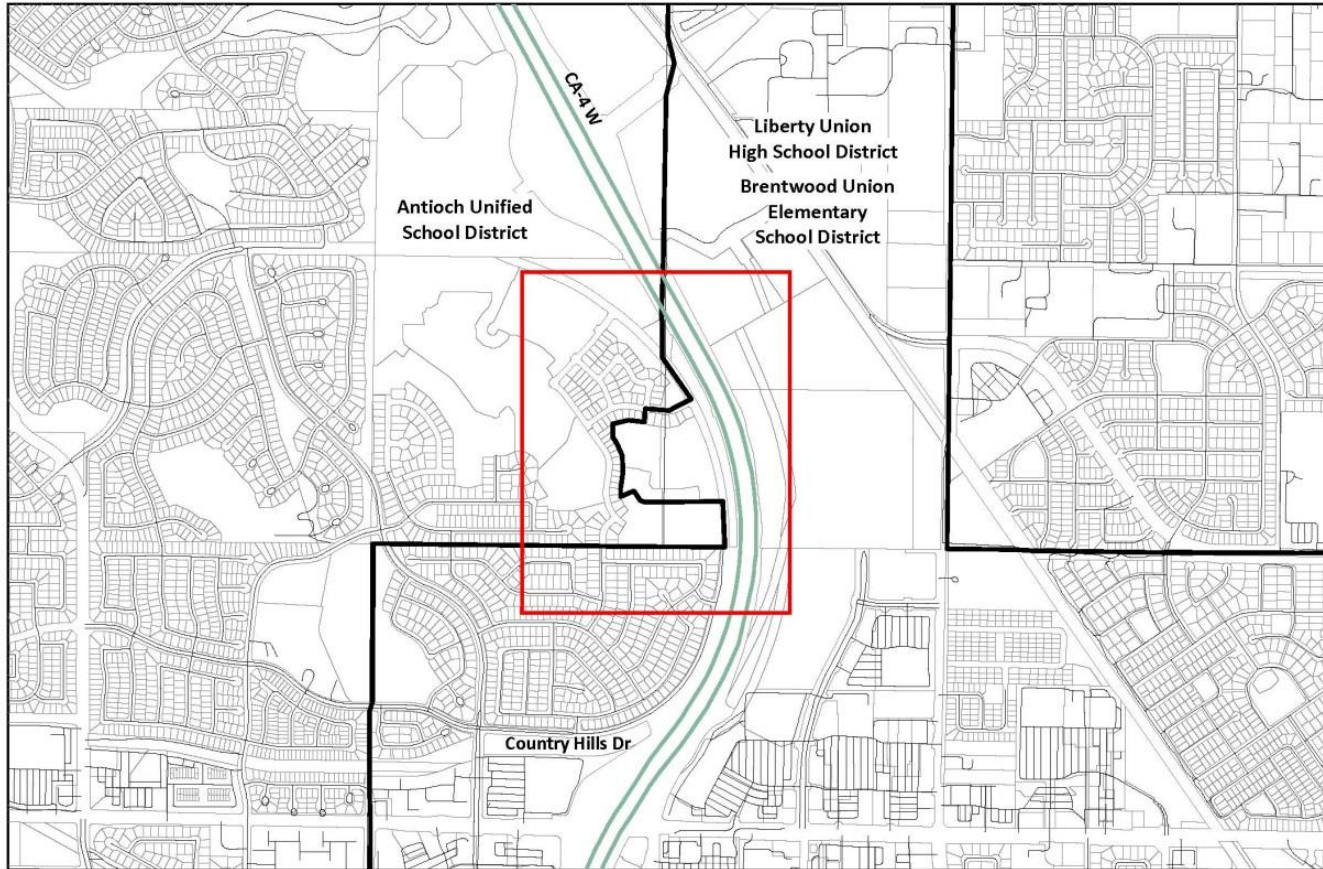 CA-4 W
Liberty Union
High School District
Brentwood Union
Elementary
School District
Antioch Unified
School District
Country Hills Dr